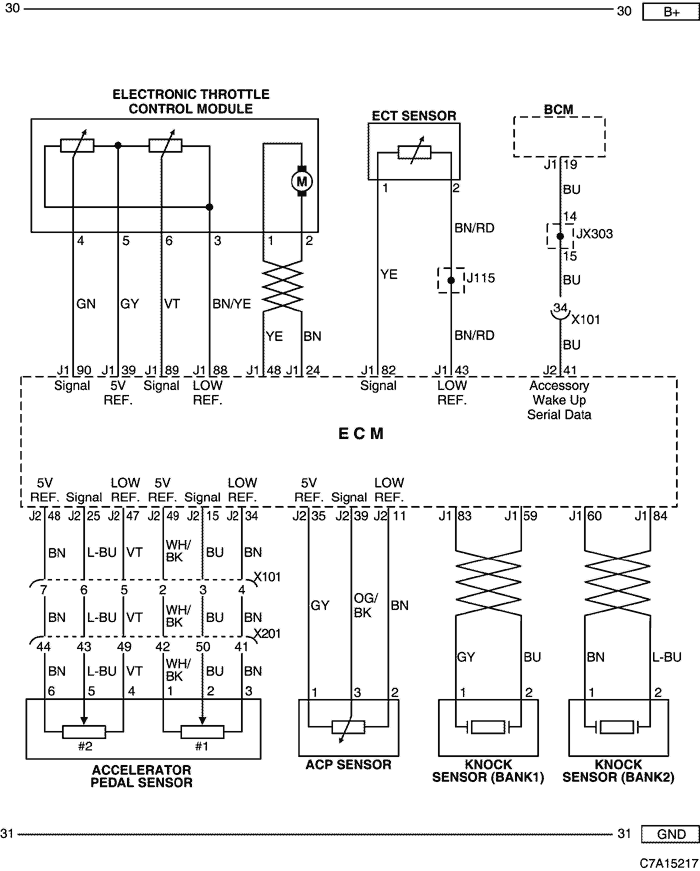 30 30 B+
ELECTRONIC THROTTLE
CONTROL MODULE
ECT SENSOR
BCM
M
J1 19
1 2
BU
4 5 6 3 1 2
14
JX303
15
BN/RD
YE
J115
BU
GN GY VT BN/YE
34
X101
YE BN
BN/RD
BU
J1 90 J1 39 J1 89 J1 88 J1 48 J1 24 J1 82 J1 43 J2 41
Signal 5V REF. Signal LOW REF. Signal LOW REF. Accessory
Wake Up
Serial Data
ECM
5V REF. Signal LOW REF. 5V REF. Signal LOW REF. 5V REF. Signal LOW REF.
J2 48 J2 25 J2 47 J2 49 J2 15 J2 34 J2 35 J2 39 J2 11 J1 83 J1 59 J1 60 J1 84
BN L-BU VT WH/BK BU BN
X101
7 6 5 2 3 4
BN L-BU VT WH/BK BU BN
GY OG/BK BN
X201
44 43 49 42 50 41
BN L-BU VT WH/BK BU BN
GY BU BN L-BU
6 5 4 1 2 3 1 3 2 1 2 1 2
#2 #1
ACCELERATOR
PEDAL SENSOR
ACP SENSOR
KNOCK
SENSOR (BANK1)
KNOCK
SENSOR (BANK2)
31 31 GND
C7A15217